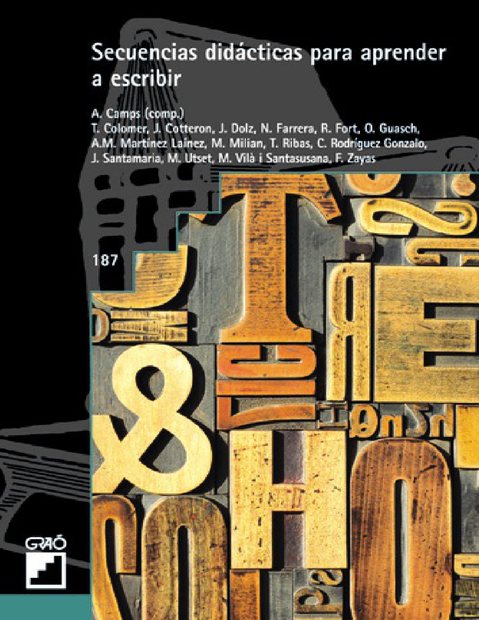 Secuencias didácticas para aprender
a escribir
A. Camps (comp.)
T. Colomer, J. Cotteron, J. Dolz, N. Farrera, R. Fort, O. Guasch,
A.M. Martínez Laínez, M. Milian, T. Ribas, C. Rodríguez Gonzalo,
J. Santamaria, M. Utset, M. Vilà i Santasusana, F. Zayas
187
GRAÓ